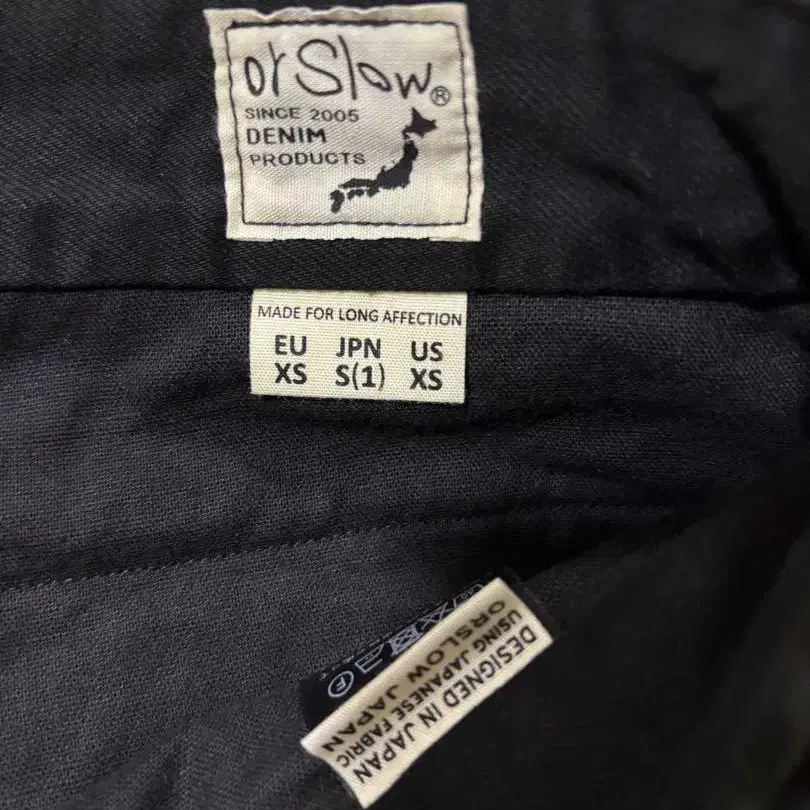 orSlow®
SINCE 2005
DENIM
PRODUCTS
MADE FOR LONG AFFECTION
EU JPN US
XS S(1) XS
DESIGNED IN JAPAN
USING JAPANESE FABRIC
ORSLOW JAPAN
F